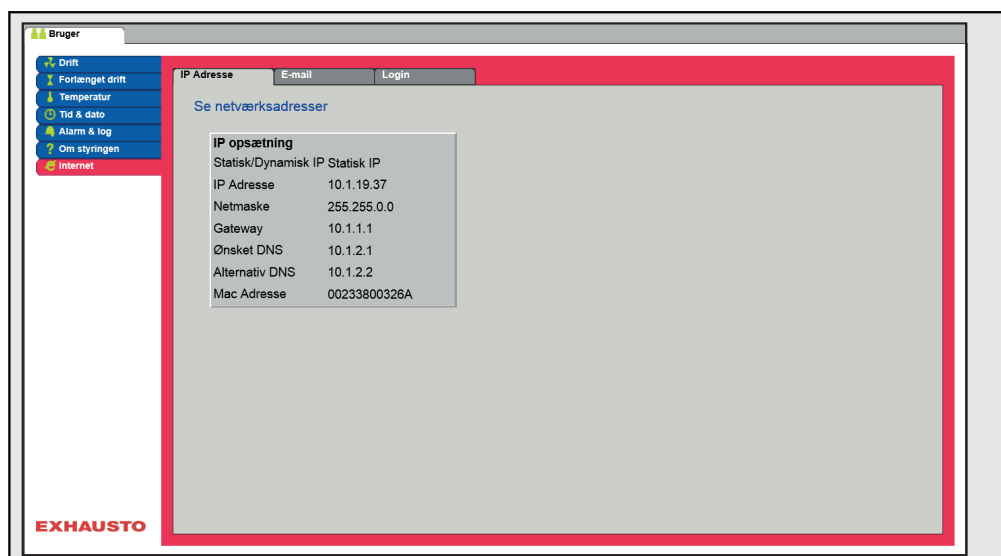 Bruger
Drift
Forlænget drift
Temperatur
Tid & dato
Alarm & log
Om styringen
Internet
IP Adresse E-mail Login
Se netværksadresser
IP opsætning
Statisk/Dynamisk IP Statisk IP
IP Adresse 10.1.19.37
Netmaske 255.255.0.0
Gateway 10.1.1.1
Ønsket DNS 10.1.2.1
Alternativ DNS 10.1.2.2
Mac Adresse 00233800326A
EXHAUSTO